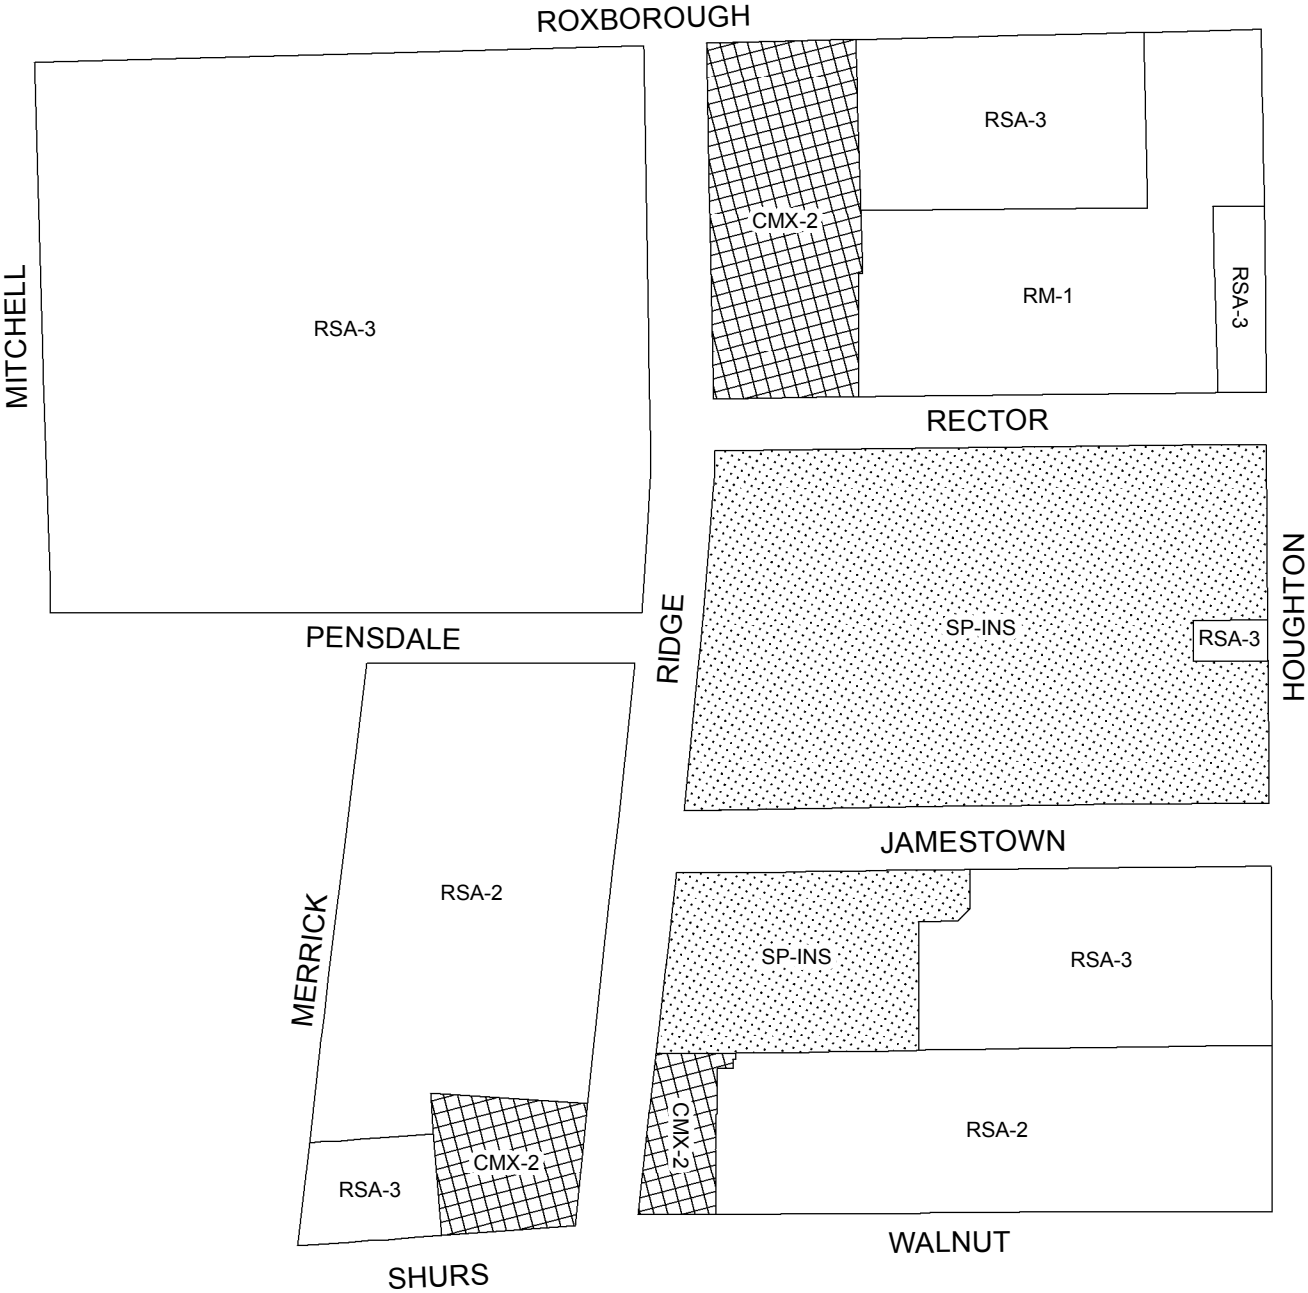 ROXBOROUGH
RSA-3
CMX-2
MITCHELL
RSA-3
RM-1
RSA-3
RECTOR
PENSDALE
RIDGE
SP-INS
RSA-3
HOUGHTON
JAMESTOWN
RSA-2
MERRICK
SP-INS
RSA-3
CMX-2
RSA-2
CMX-2
RSA-3
WALNUT
SHURS